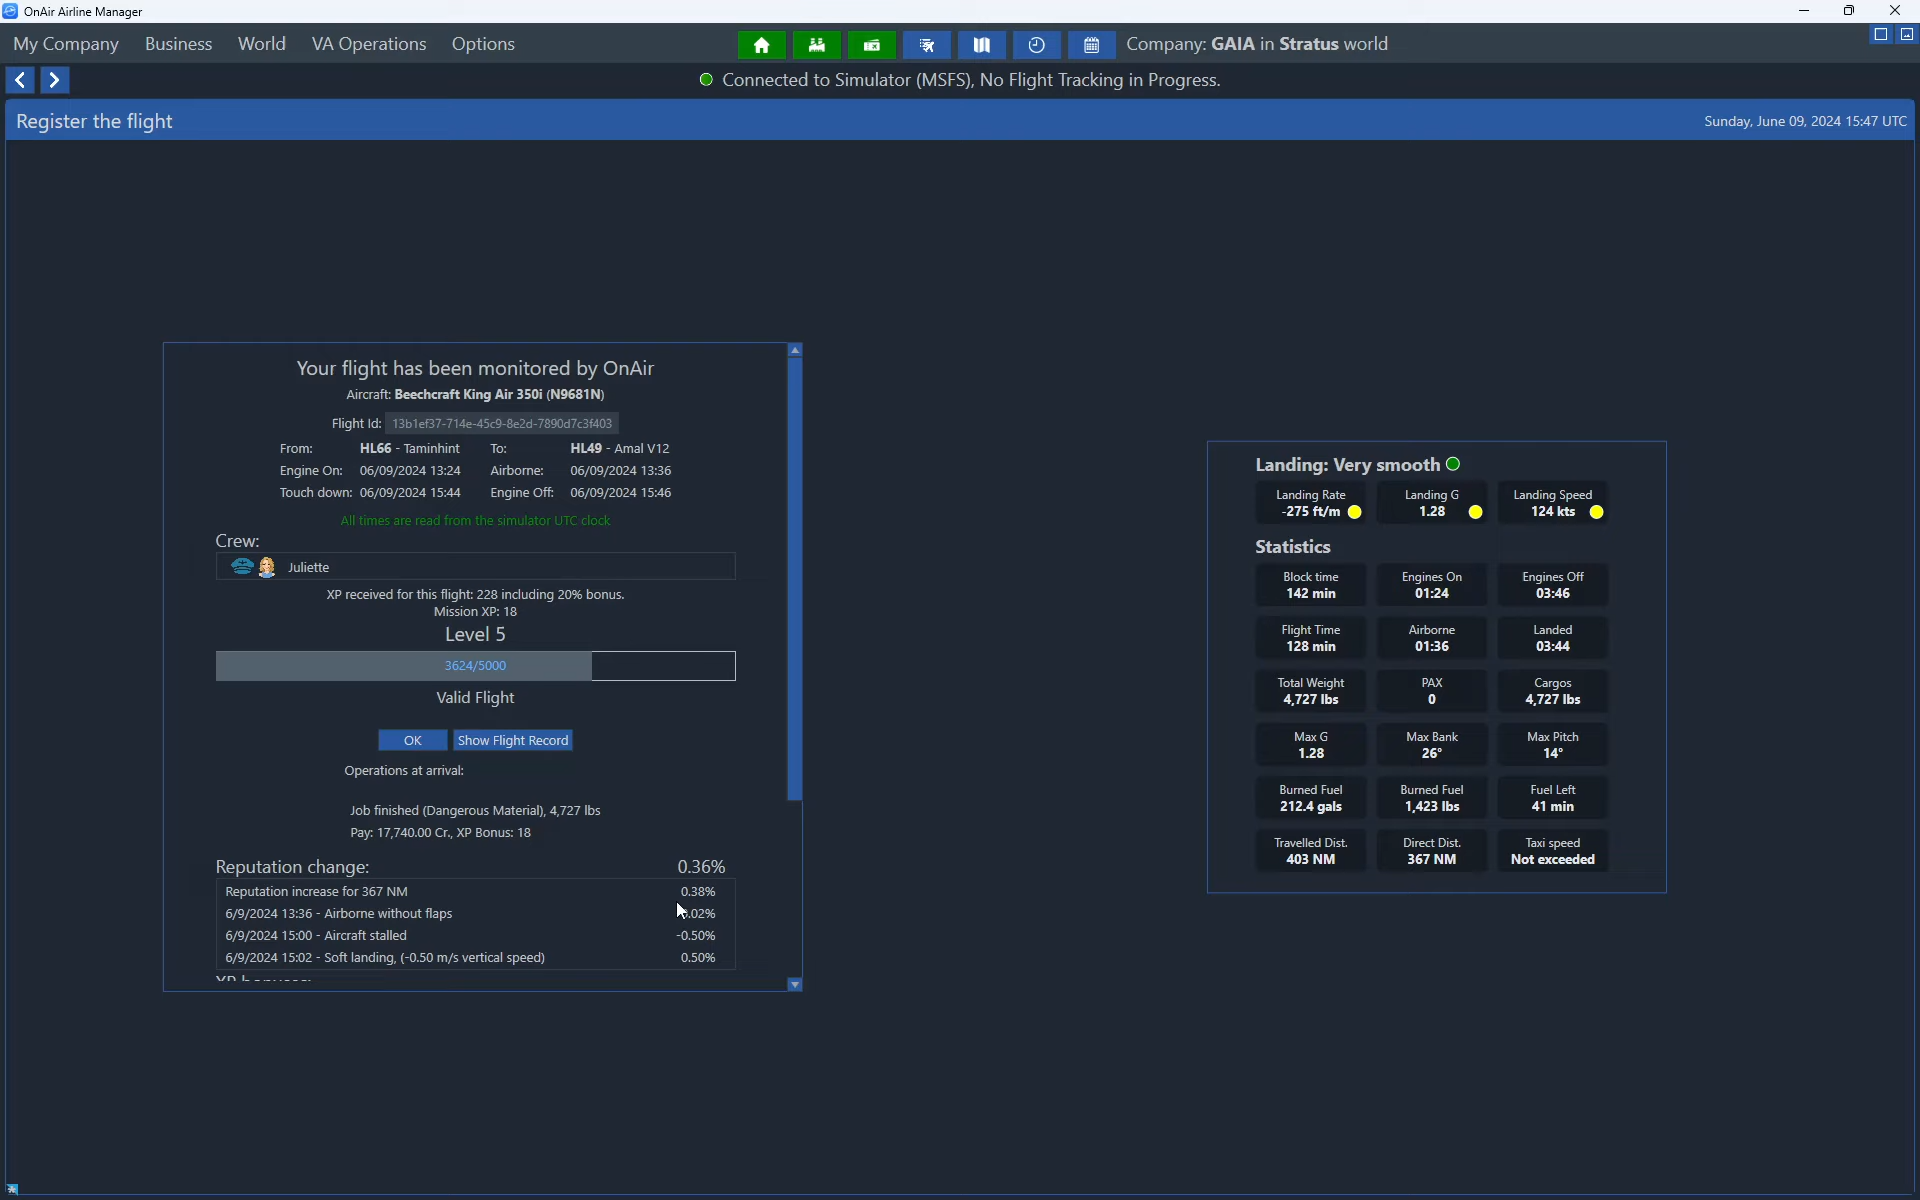 OnAir Airline Manager
My Company Business World VA Operations Options Company: GAIA in Stratus world
Connected to Simulator (MSFS), No Flight Tracking in Progress.
Register the flight Sunday, June 09, 2024 15:47 UTC
Your flight has been monitored by OnAir
Aircraft: Beechcraft King Air 350i (N9681N)
Flight Id: 13b1ef37-714e-45c9-8e2d-7890d7c3f403
From: HL66 - Taminhint To: HL49 - Amal V12
Engine On: 06/09/2024 13:24 Airborne: 06/09/2024 13:36
Touch down: 06/09/2024 15:44 Engine Off: 06/09/2024 15:46
All times are read from the simulator UTC clock
Crew:
Juliette
XP received for this flight: 228 including 20% bonus.
Mission XP: 18
Level 5
3624/5000
Valid Flight
OK Show Flight Record
Operations at arrival:
Job finished (Dangerous Material), 4,727 lbs
Pay: 17,740.00 Cr., XP Bonus: 18
Reputation change: 0.36%
Reputation increase for 367 NM 0.38%
6/9/2024 13:36 - Airborne without flaps .02%
6/9/2024 15:00 - Aircraft stalled -0.50%
6/9/2024 15:02 - Soft landing, (-0.50 m/s vertical speed) 0.50%
Landing: Very smooth
Landing Rate Landing G Landing Speed
-275 ft/m 1.28 124 kts
Statistics
Block time Engines On Engines Off
142 min 01:24 03:46
Flight Time Airborne Landed
128 min 01:36 03:44
Total Weight PAX Cargos
4,727 lbs 0 4,727 lbs
Max G Max Bank Max Pitch
1.28 26° 14°
Burned Fuel Burned Fuel Fuel Left
212.4 gals 1,423 lbs 41 min
Travelled Dist. Direct Dist. Taxi speed
403 NM 367 NM Not exceeded